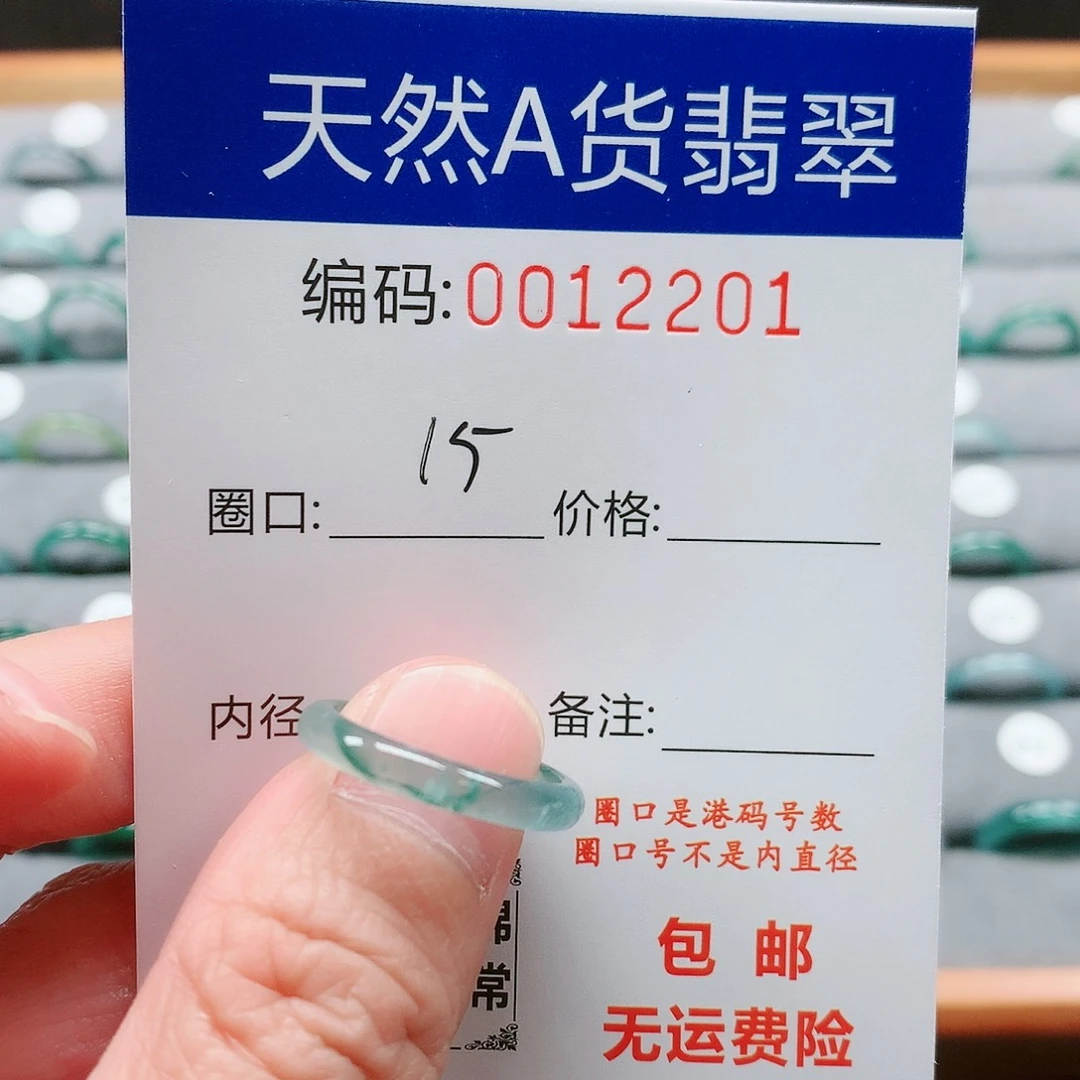 天然A货翡翠
编码:0012201
15
圈口: 价格:
内径 备注:
圈口是港码号数
圈口号不是内直径
常
包邮
无运费险